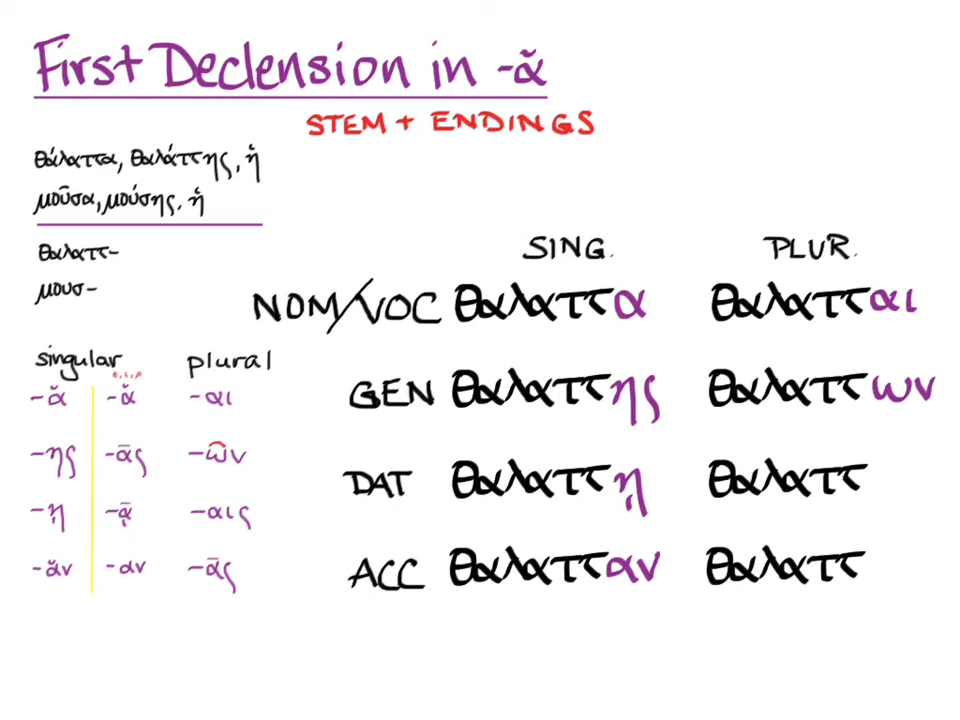 First Declension in -ᾰ
STEM + ENDINGS
θάλαττα, θαλάττης, ἡ
μοῦσα, μούσης, ἡ
θαλαττ-
μουσ-
SING. PLUR.
NOM/VOC θαλαττα θαλατται
GEN θαλαττης θαλαττων
DAT θαλαττῃ θαλαττ
ACC θαλατταν θαλαττ
singular plural
ε, ι, ρ
-ᾰ -ᾰ -αι
-ης -ᾱς -ῶν
-ῃ -ᾱͅ -αις
-ᾰν -αν -ᾱς